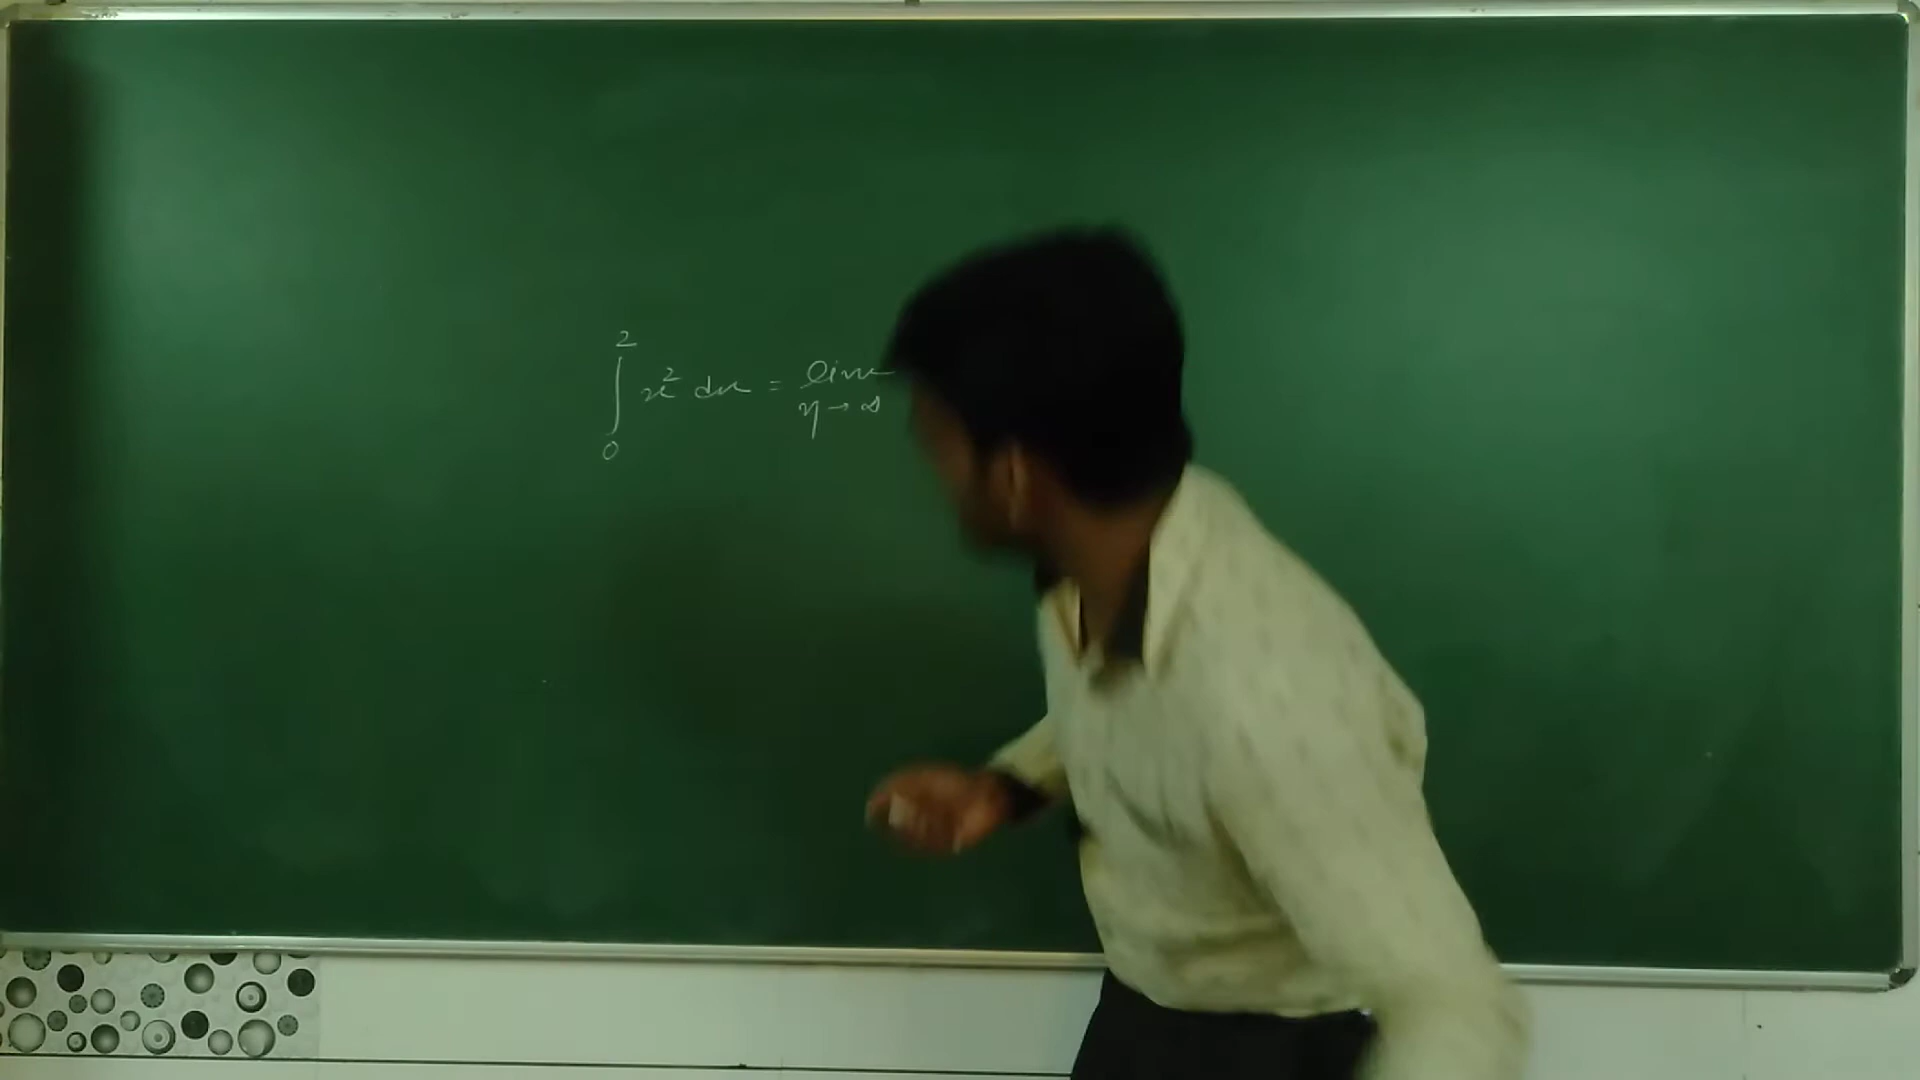 ∫₀² x² dx = lim n→∞